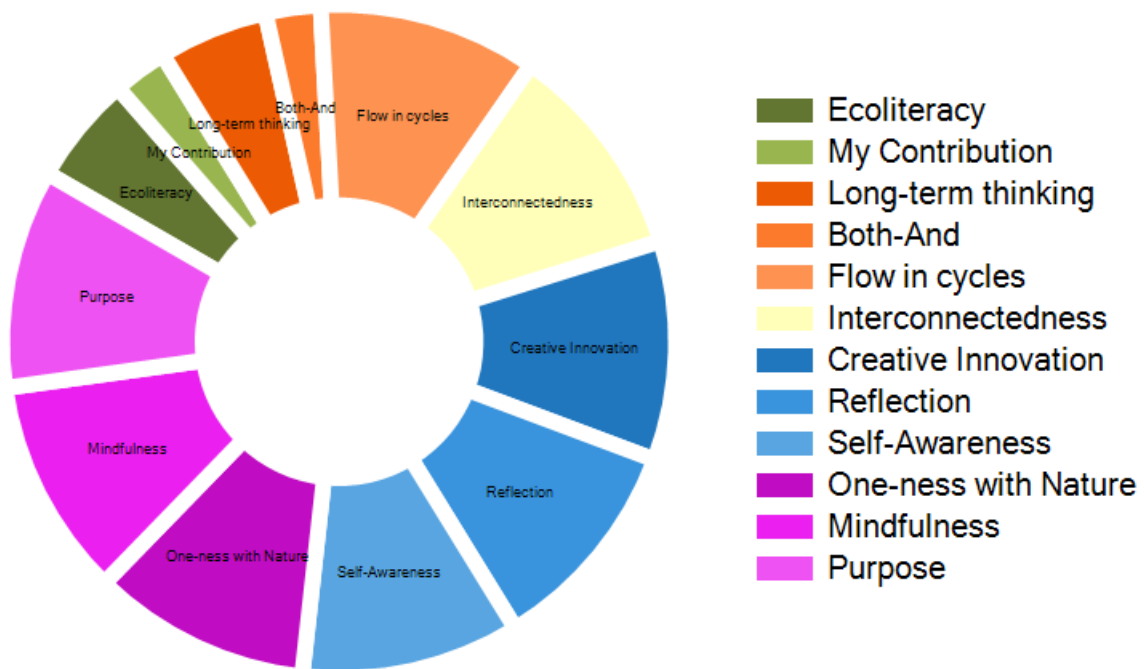 Both-And
Flow in cycles
Long-term thinking
My Contribution
Ecoliteracy
Interconnectedness
Purpose
Creative Innovation
Mindfulness
Reflection
One-ness with Nature
Self-Awareness
Ecoliteracy
My Contribution
Long-term thinking
Both-And
Flow in cycles
Interconnectedness
Creative Innovation
Reflection
Self-Awareness
One-ness with Nature
Mindfulness
Purpose